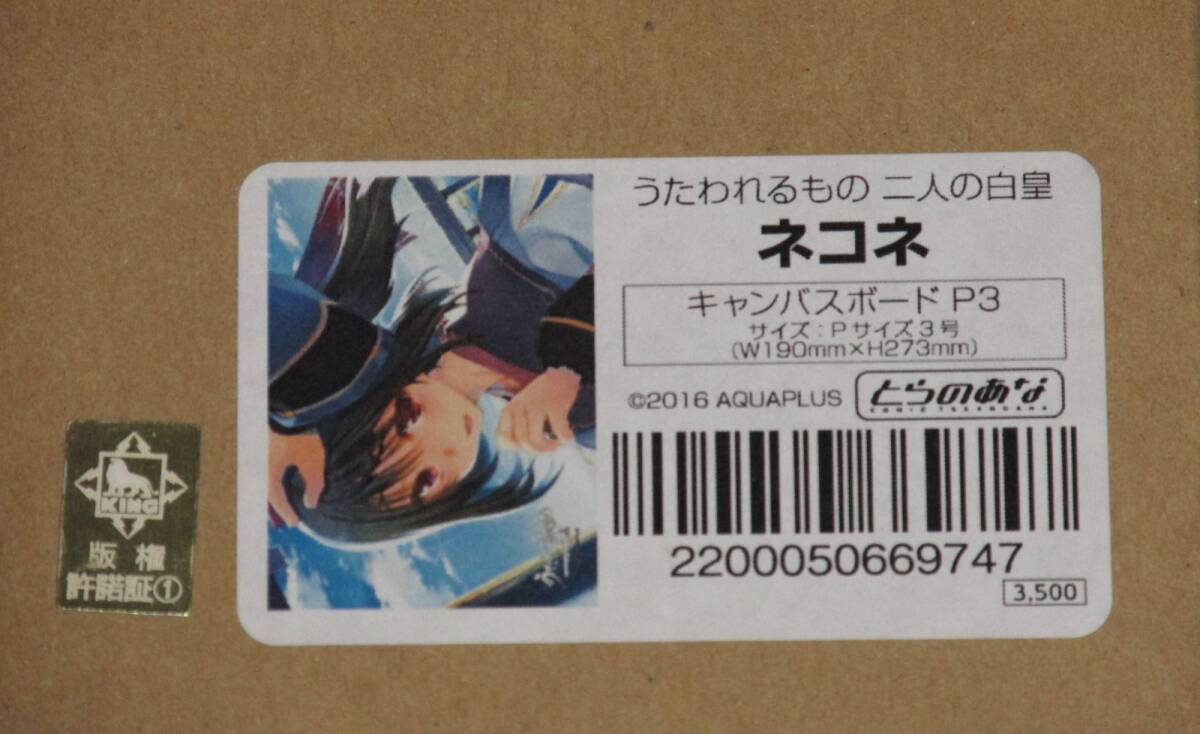 うたわれるもの 二人の白皇
ネコネ
キャンバスボード P3
サイズ:Pサイズ3号
(W190mm×H273mm)
©2016 AQUAPLUS
とらのあな
COMIC TORANOANA
2200050669747
3,500
KING
版権
許諾証①